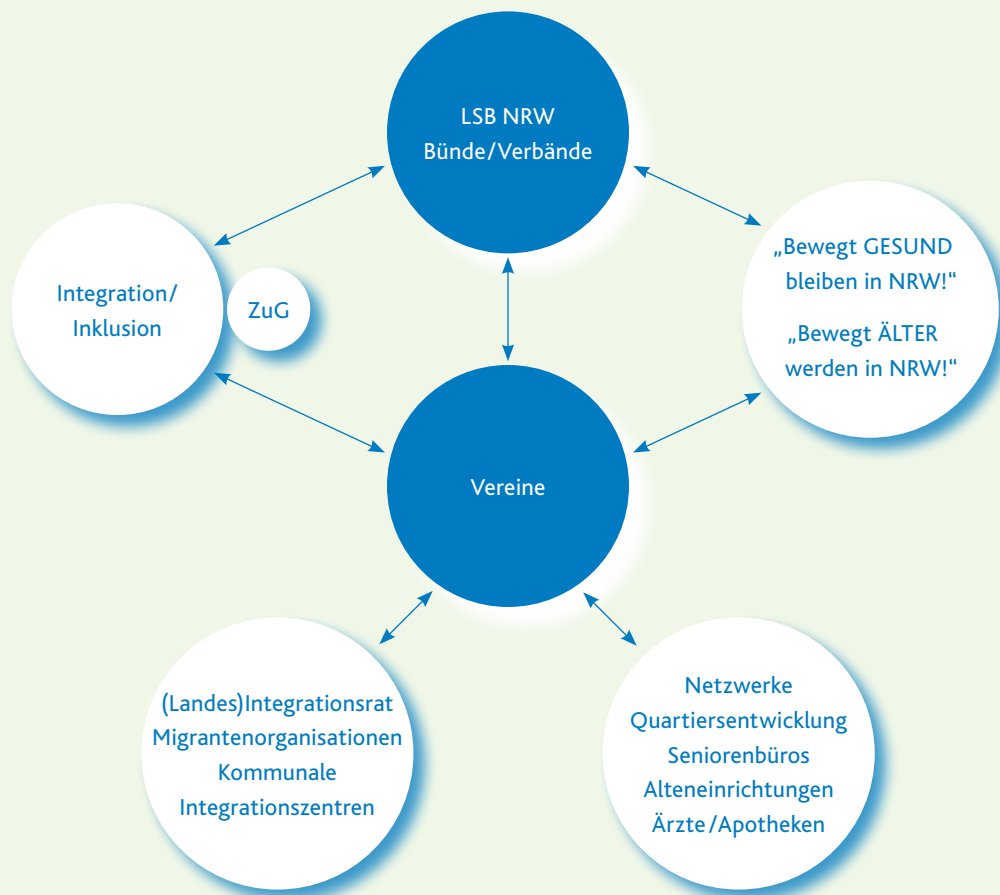 LSB NRW
Bünde/Verbände
Integration/
Inklusion
ZuG
„Bewegt GESUND
bleiben in NRW!“
„Bewegt ÄLTER
werden in NRW!“
Vereine
(Landes)Integrationsrat
Migrantenorganisationen
Kommunale
Integrationszentren
Netzwerke
Quartiersentwicklung
Seniorenbüros
Alteneinrichtungen
Ärzte/Apotheken